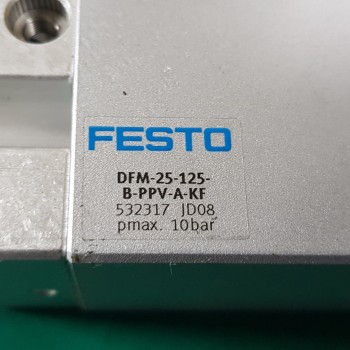 FESTO
DFM-25-125-
B-PPV-A-KF
532317 JD08
pmax. 10bar